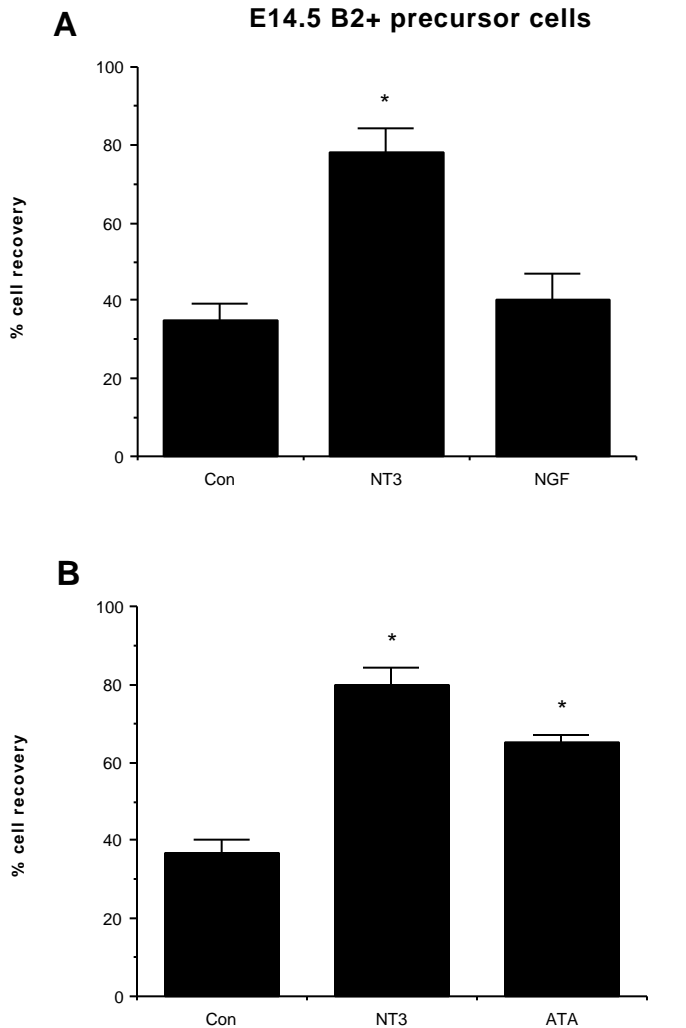 A
E14.5 B2+ precursor cells
% cell recovery
100
80
60
40
20
0
*
Con
NT3
NGF
B
% cell recovery
100
80
60
40
20
0
*
*
Con
NT3
ATA